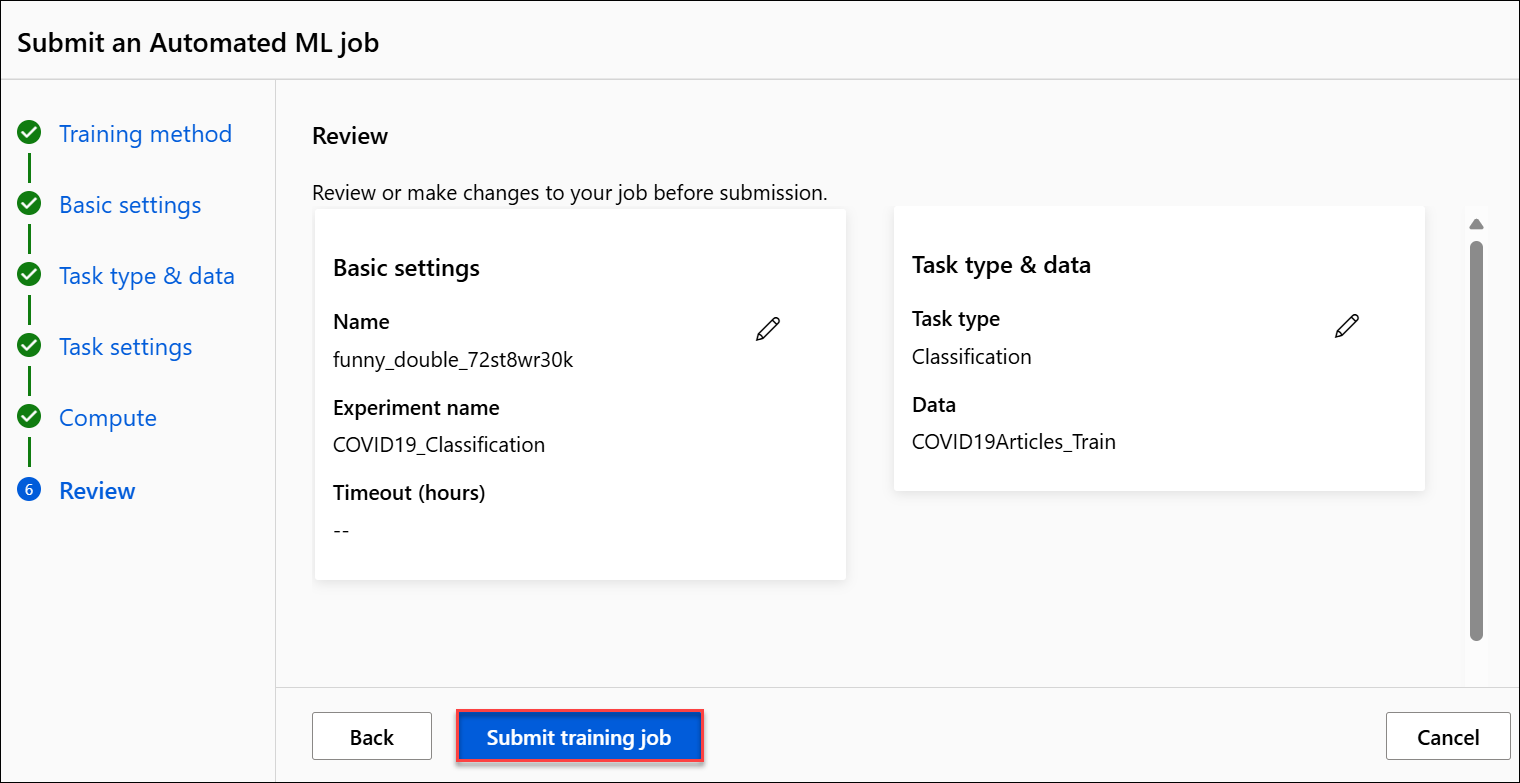 Submit an Automated ML job
Training method
Basic settings
Task type & data
Task settings
Compute
6 Review
Review
Review or make changes to your job before submission.
Basic settings
Name
funny_double_72st8wr30k
Experiment name
COVID19_Classification
Timeout (hours)
--
Task type & data
Task type
Classification
Data
COVID19Articles_Train
Back
Submit training job
Cancel